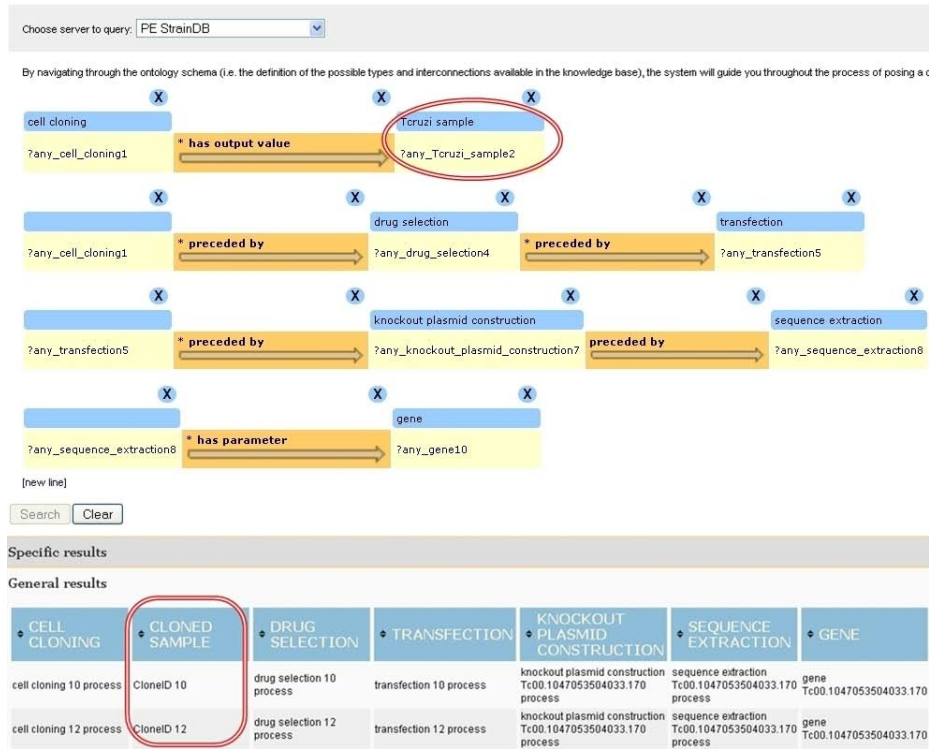 Choose server to query: PE StrainDB
By navigating through the ontology schema (i.e. the definition of the possible types and interconnections available in the knowledge base), the system will guide you throughout the process of posing a
X X X
cell cloning Tcruzi sample
?any_cell_cloning1 * has output value ?any_Tcruzi_sample2
X X X X X
drug selection transfection
?any_cell_cloning1 * preceded by ?any_drug_selection4 * preceded by ?any_transfection5
X X X X X
knockout plasmid construction sequence extraction
?any_transfection5 * preceded by ?any_knockout_plasmid_construction7 preceded by ?any_sequence_extraction8
X X X
gene
?any_sequence_extraction8 * has parameter ?any_gene10
[new line]
Search Clear
Specific results
General results
CELL CLONING CLONED SAMPLE DRUG SELECTION TRANSFECTION KNOCKOUT PLASMID CONSTRUCTION SEQUENCE EXTRACTION GENE
cell cloning 10 process CloneID 10 drug selection 10 process transfection 10 process knockout plasmid construction Tc00.1047053504033.170 process sequence extraction Tc00.1047053504033.170 process gene Tc00.1047053504033.170
cell cloning 12 process CloneID 12 drug selection 12 process transfection 12 process knockout plasmid construction Tc00.1047053504033.170 process sequence extraction Tc00.1047053504033.170 process gene Tc00.1047053504033.170